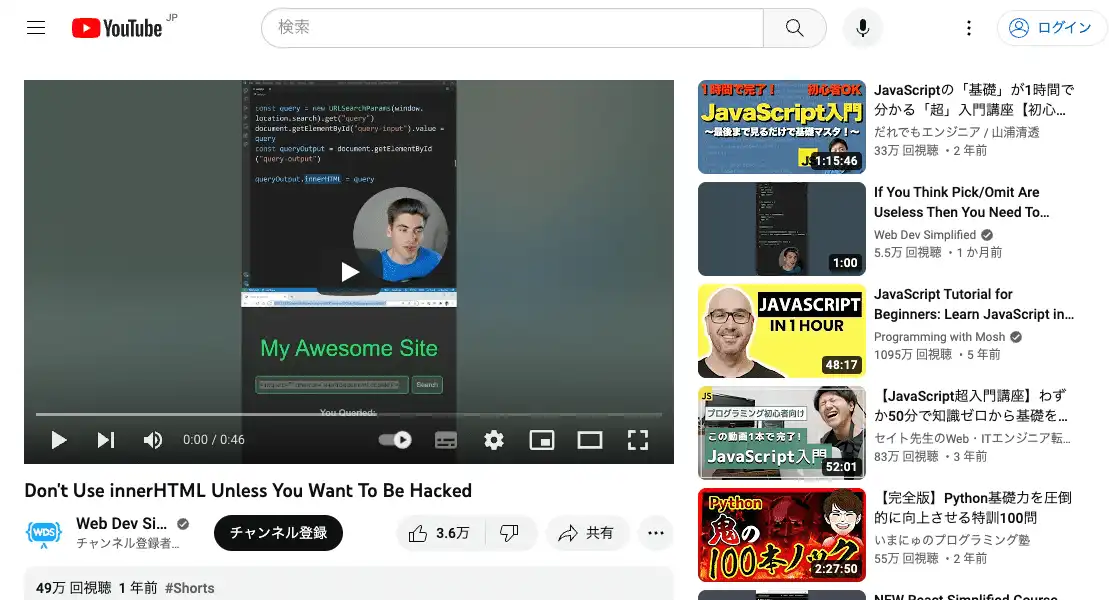 YouTube
JP
検索
ログイン
const query = new URLSearchParams(window.
location.search).get("query")
document.getElementById("query-input").value =
query
const queryOutput = document.getElementById
("query-output")
queryOutput.innerHTML = query
My Awesome Site
Search
You Queried:
0:00 / 0:46
Don't Use innerHTML Unless You Want To Be Hacked
WDS
Web Dev Si...
チャンネル登録者...
チャンネル登録
3.6万
共有
49万 回視聴 1 年前 #Shorts
1時間で完了！ 初心者OK
JavaScript入門
～最後まで見るだけで基礎マスタ！～
JS
1:15:46
JavaScriptの「基礎」が1時間で
分かる「超」入門講座【初心...
だれでもエンジニア / 山浦清透
33万 回視聴 ・2 年前
1:00
If You Think Pick/Omit Are
Useless Then You Need To...
Web Dev Simplified
5.5万 回視聴 ・1 か月前
JAVASCRIPT
IN 1 HOUR
48:17
JavaScript Tutorial for
Beginners: Learn JavaScript in...
Programming with Mosh
1095万 回視聴 ・5 年前
JS
プログラミング初心者向け
この動画1本で完了！
JavaScript入門
52:01
【JavaScript超入門講座】わず
か50分で知識ゼロから基礎を...
セイト先生のWeb・ITエンジニア転...
83万 回視聴 ・3 年前
Python
鬼の
100本ノック
2:27:50
【完全版】Python基礎力を圧倒
的に向上させる特訓100問
いまにゅのプログラミング塾
55万 回視聴 ・2 年前
NEW React Simplified Course